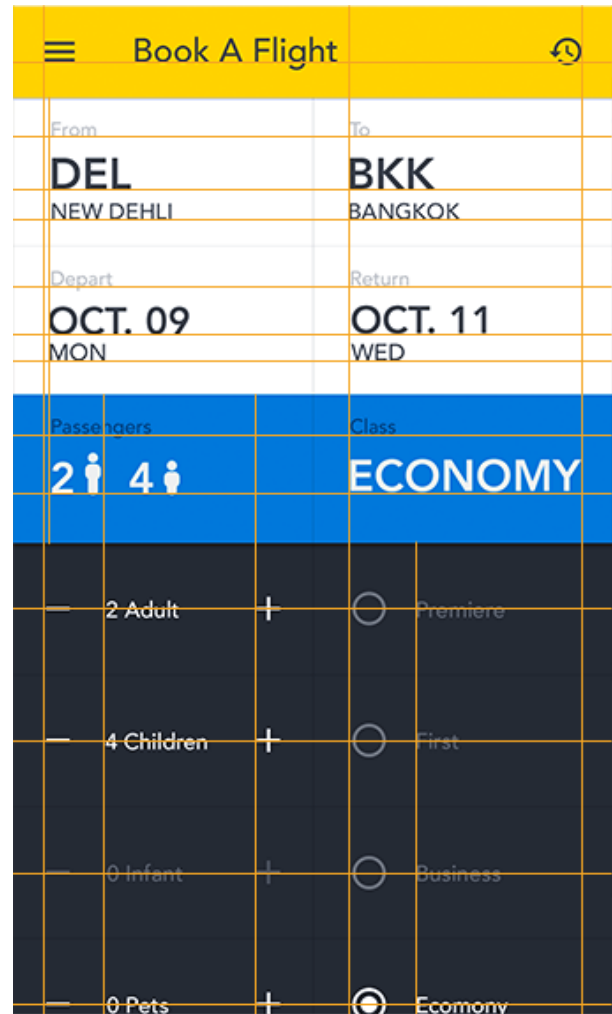 Book A Flight
From To
DEL BKK
NEW DEHLI BANGKOK
Depart Return
OCT. 09 OCT. 11
MON WED
Passengers Class
2 4 ECONOMY
− 2 Adult + Premiere
− 4 Children + First
− 0 Infant + Business
− 0 Pets + Ecomony